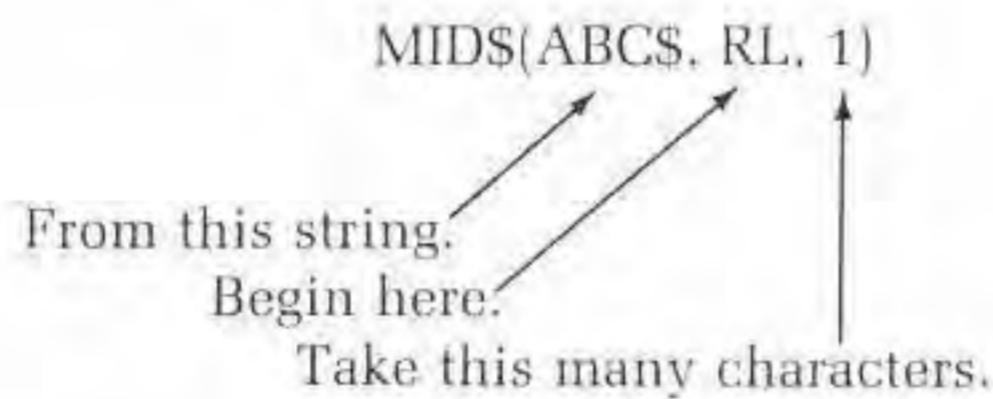 MID$(ABC$, RL, 1)
From this string.
Begin here.
Take this many characters.